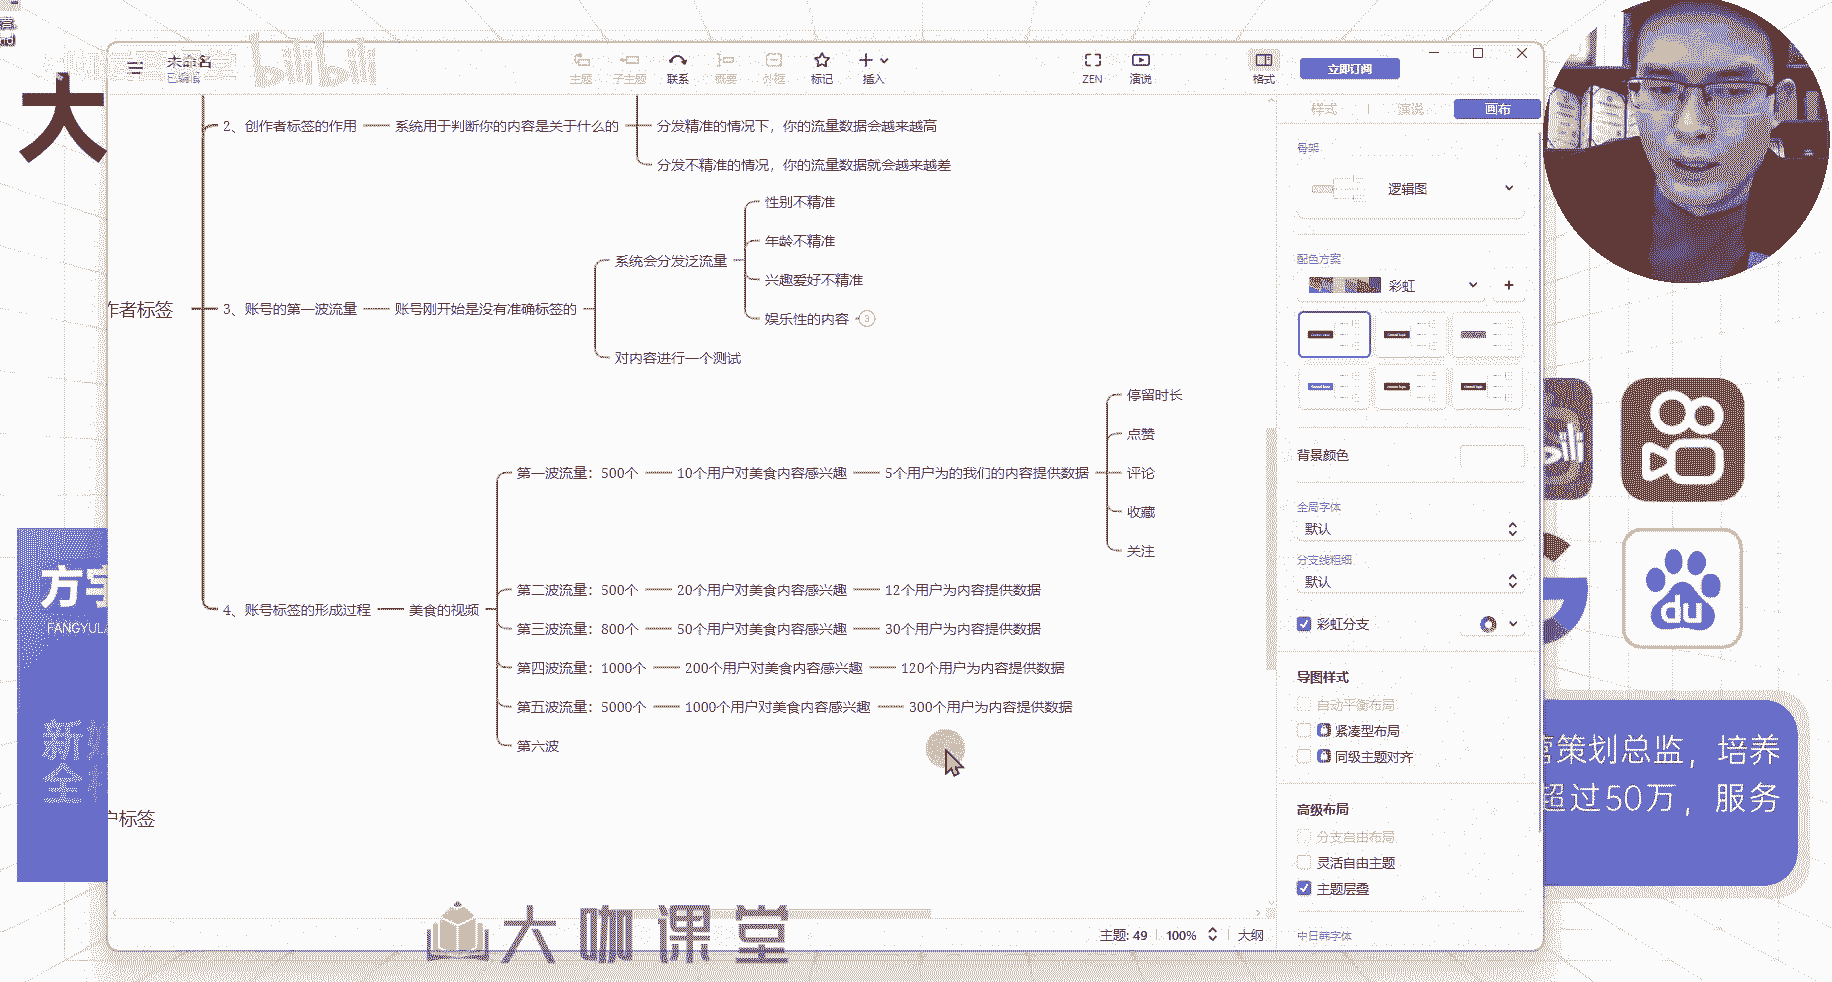 未命名
已编辑
bilibili
主题
子主题
联系
概要
外框
标记
插入
ZEN
演说
格式
立即订阅
大
样式
演说
画布
2、创作者标签的作用
系统用于判断你的内容是关于什么的
分发精准的情况下，你的流量数据会越来越高
分发不精准的情况，你的流量数据就会越来越差
作者标签
3、账号的第一波流量
账号刚开始是没有准确标签的
系统会分发泛流量
性别不精准
年龄不精准
兴趣爱好不精准
娱乐性的内容
3
对内容进行一个测试
4、账号标签的形成过程
美食的视频
第一波流量：500个
10个用户对美食内容感兴趣
5个用户为的我们的内容提供数据
停留时长
点赞
评论
收藏
关注
第二波流量：500个
20个用户对美食内容感兴趣
12个用户为内容提供数据
第三波流量：800个
50个用户对美食内容感兴趣
30个用户为内容提供数据
第四波流量：1000个
200个用户对美食内容感兴趣
120个用户为内容提供数据
第五波流量：5000个
1000个用户对美食内容感兴趣
300个用户为内容提供数据
第六波
户标签
骨架
逻辑图
配色方案
彩虹
背景颜色
全局字体
默认
分支线粗细
默认
彩虹分支
导图样式
自动平衡布局
紧凑型布局
同级主题对齐
高级布局
分支自由布局
灵活自由主题
主题层叠
中日韩字体
主题: 49
100%
大纲
方宇
FANGYULA
新
全
du
营策划总监，培养
超过50万，服务
大咖课堂